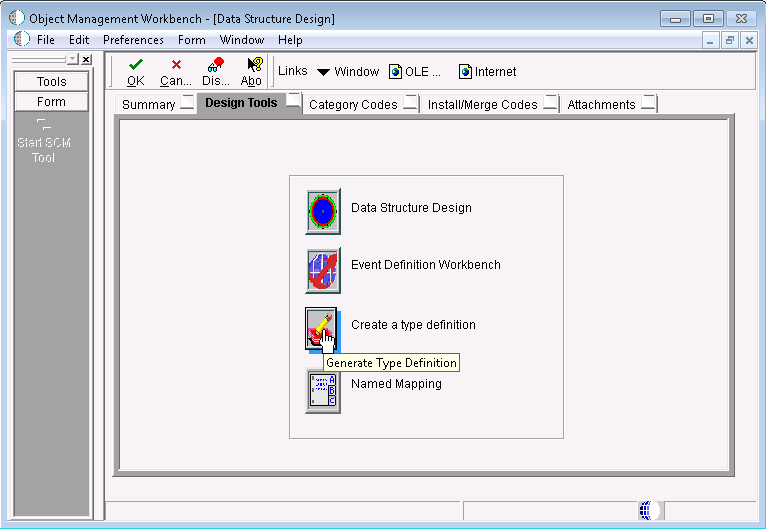 Object Management Workbench - [Data Structure Design]
File Edit Preferences Form Window Help
OK Can... Dis... Abo Links Window OLE ... Internet
Tools
Form
Start SCM
Tool
Summary Design Tools Category Codes Install/Merge Codes Attachments
Data Structure Design
Event Definition Workbench
Create a type definition
Generate Type Definition
Named Mapping